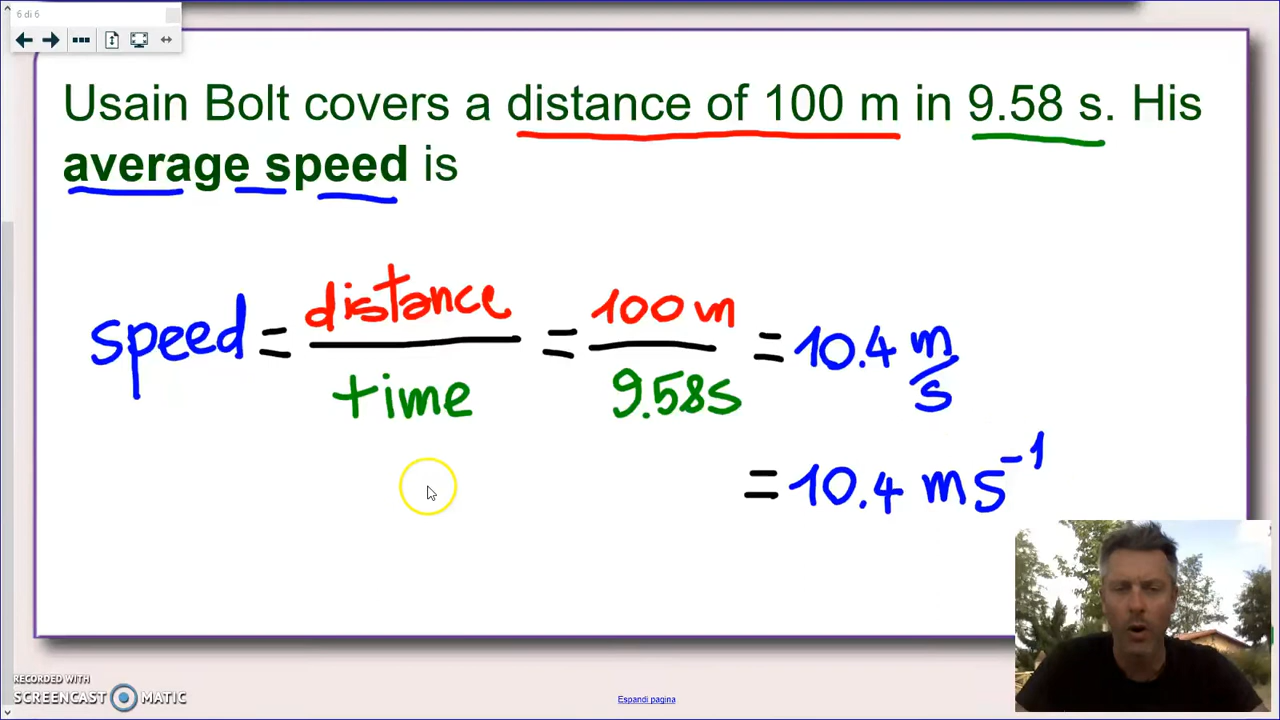 6 di 6
Usain Bolt covers a distance of 100 m in 9.58 s. His
average speed is
speed = distance / time = 100 m / 9.58 s = 10.4 m/s
= 10.4 m s⁻¹
RECORDED WITH
SCREENCAST MATIC
Espandi pagina